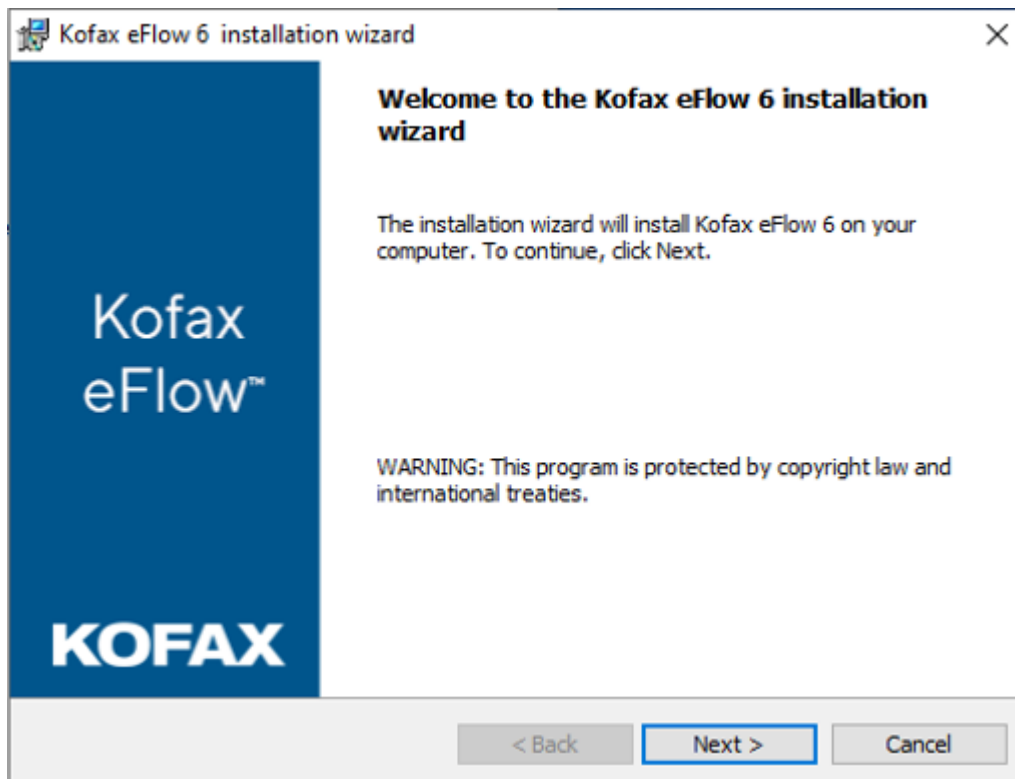 Kofax eFlow 6  installation wizard
Welcome to the Kofax eFlow 6 installation
wizard
The installation wizard will install Kofax eFlow 6 on your
computer. To continue, click Next.
Kofax
eFlow™
WARNING: This program is protected by copyright law and
international treaties.
KOFAX
< Back
Next >
Cancel